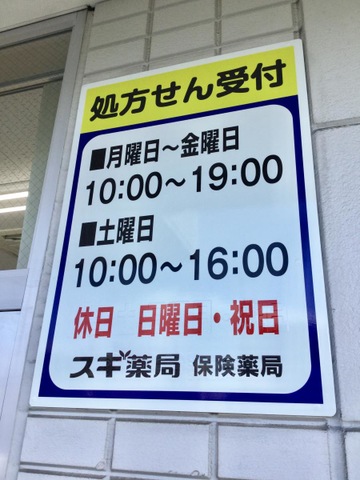 処方せん受付
■月曜日～金曜日
10:00～19:00
■土曜日
10:00～16:00
休日 日曜日・祝日
スギ薬局 保険薬局